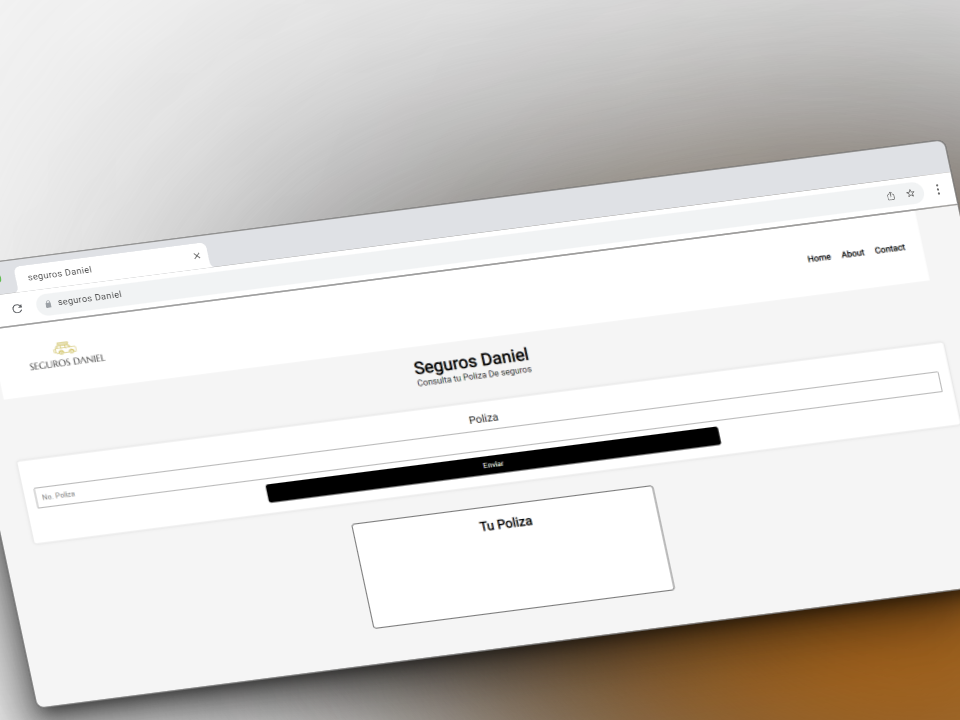 seguros Daniel
seguros Daniel
Home About Contact
SEGUROS DANIEL
Seguros Daniel
Consulta tu Poliza De seguros
Poliza
No. Poliza
Enviar
Tu Poliza